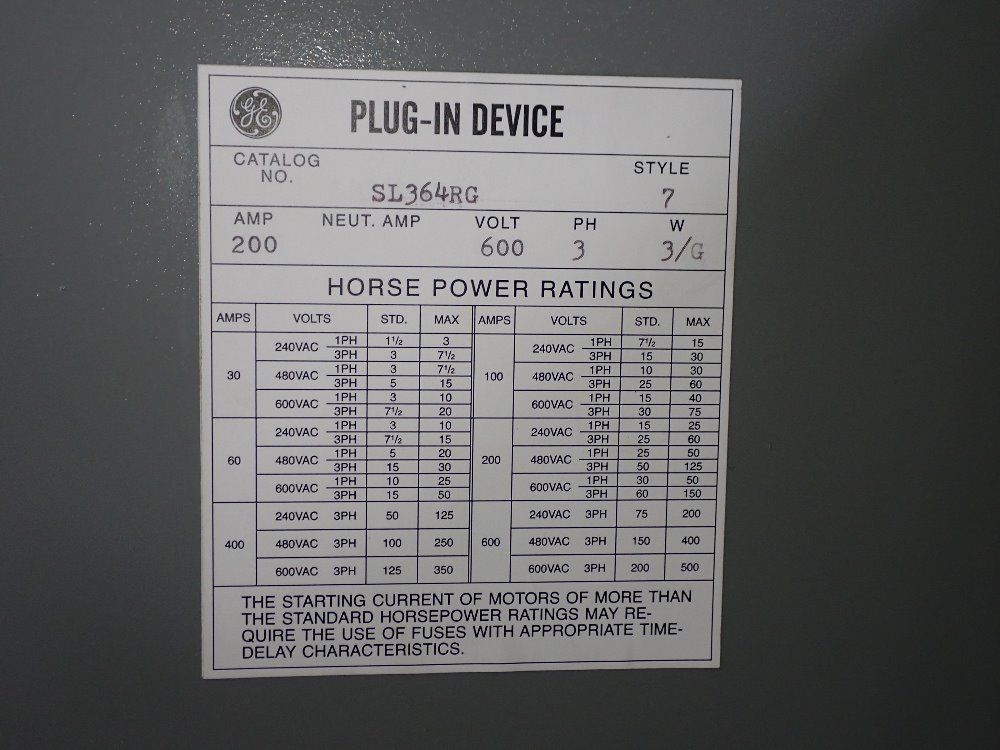 GE
PLUG-IN DEVICE
CATALOG NO. STYLE
SL364RG 7
AMP NEUT. AMP VOLT PH W
200 600 3 3/G
HORSE POWER RATINGS
AMPS VOLTS STD. MAX AMPS VOLTS STD. MAX
30 240VAC 1PH 1½ 3 100 240VAC 1PH 7½ 15
3PH 3 7½ 3PH 15 30
480VAC 1PH 3 7½ 480VAC 1PH 10 30
3PH 5 15 3PH 25 60
600VAC 1PH 3 10 600VAC 1PH 15 40
3PH 7½ 20 3PH 30 75
60 240VAC 1PH 3 10 200 240VAC 1PH 15 25
3PH 7½ 15 3PH 25 60
480VAC 1PH 5 20 480VAC 1PH 25 50
3PH 15 30 3PH 50 125
600VAC 1PH 10 25 600VAC 1PH 30 50
3PH 15 50 3PH 60 150
400 240VAC 3PH 50 125 600 240VAC 3PH 75 200
480VAC 3PH 100 250 480VAC 3PH 150 400
600VAC 3PH 125 350 600VAC 3PH 200 500
THE STARTING CURRENT OF MOTORS OF MORE THAN
THE STANDARD HORSEPOWER RATINGS MAY RE-
QUIRE THE USE OF FUSES WITH APPROPRIATE TIME-
DELAY CHARACTERISTICS.